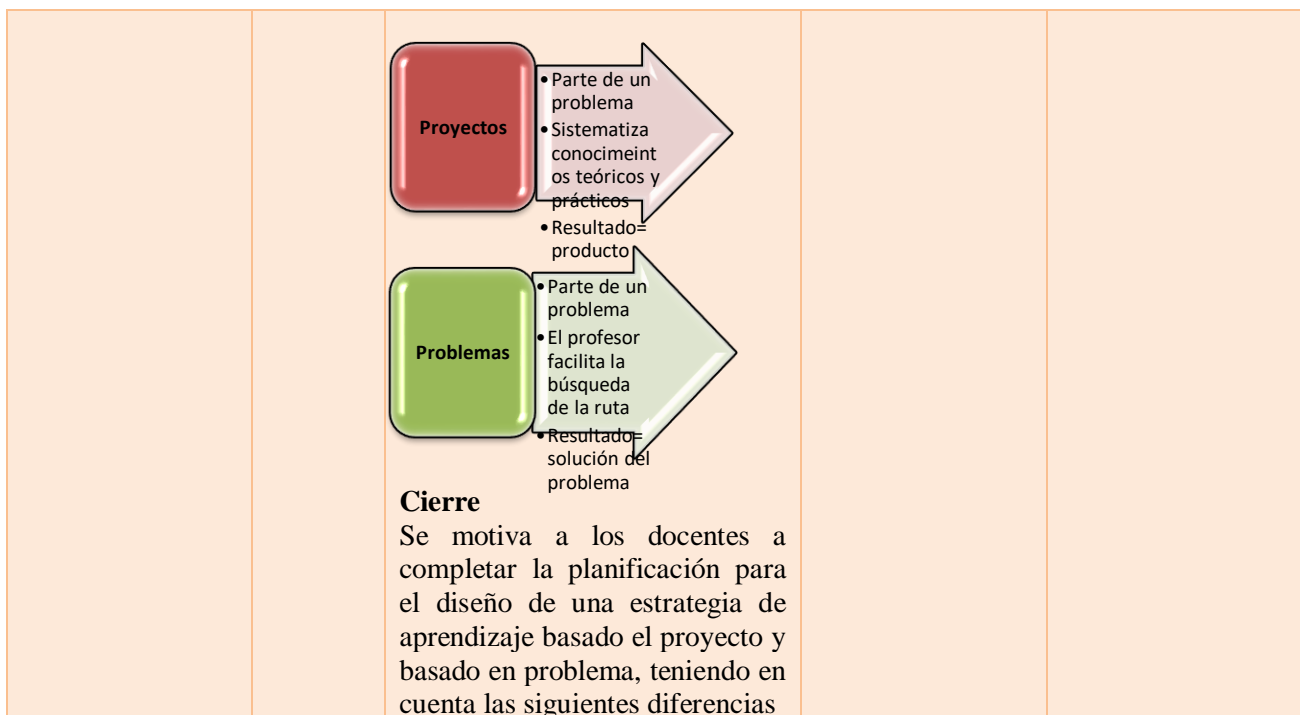 Proyectos
• Parte de un
problema
• Sistematiza
conocimeint
os teóricos y
prácticos
• Resultado=
producto
Problemas
• Parte de un
problema
• El profesor
facilita la
búsqueda
de la ruta
• Resultado=
solución del
problema
Cierre
Se motiva a los docentes a
completar la planificación para
el diseño de una estrategia de
aprendizaje basado el proyecto y
basado en problema, teniendo en
cuenta las siguientes diferencias